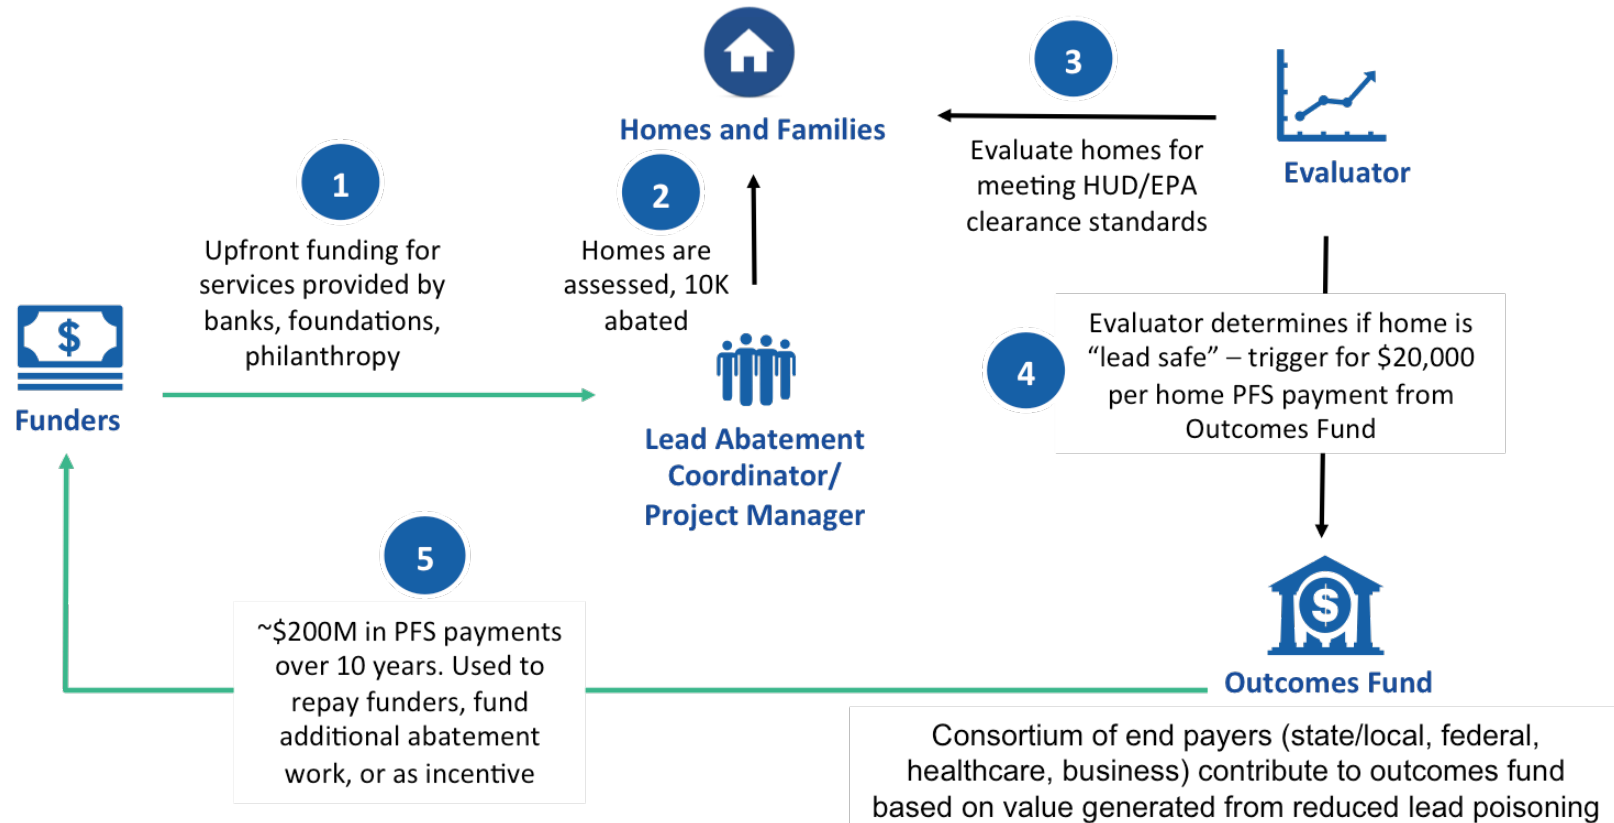 Homes and Families
3
Evaluate homes for
meeting HUD/EPA
clearance standards
Evaluator
1
Upfront funding for
services provided by
banks, foundations,
philanthropy
2
Homes are
assessed, 10K
abated
$
Funders
Lead Abatement
Coordinator/
Project Manager
4
Evaluator determines if home is
“lead safe” – trigger for $20,000
per home PFS payment from
Outcomes Fund
5
~$200M in PFS payments
over 10 years. Used to
repay funders, fund
additional abatement
work, or as incentive
$
Outcomes Fund
Consortium of end payers (state/local, federal,
healthcare, business) contribute to outcomes fund
based on value generated from reduced lead poisoning